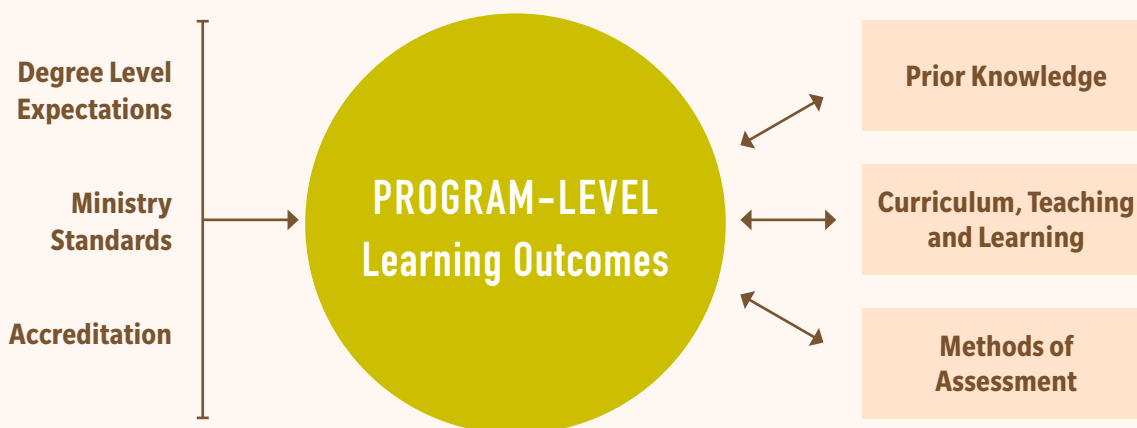 Degree Level
Expectations
Ministry
Standards
Accreditation
PROGRAM-LEVEL
Learning Outcomes
Prior Knowledge
Curriculum, Teaching
and Learning
Methods of
Assessment